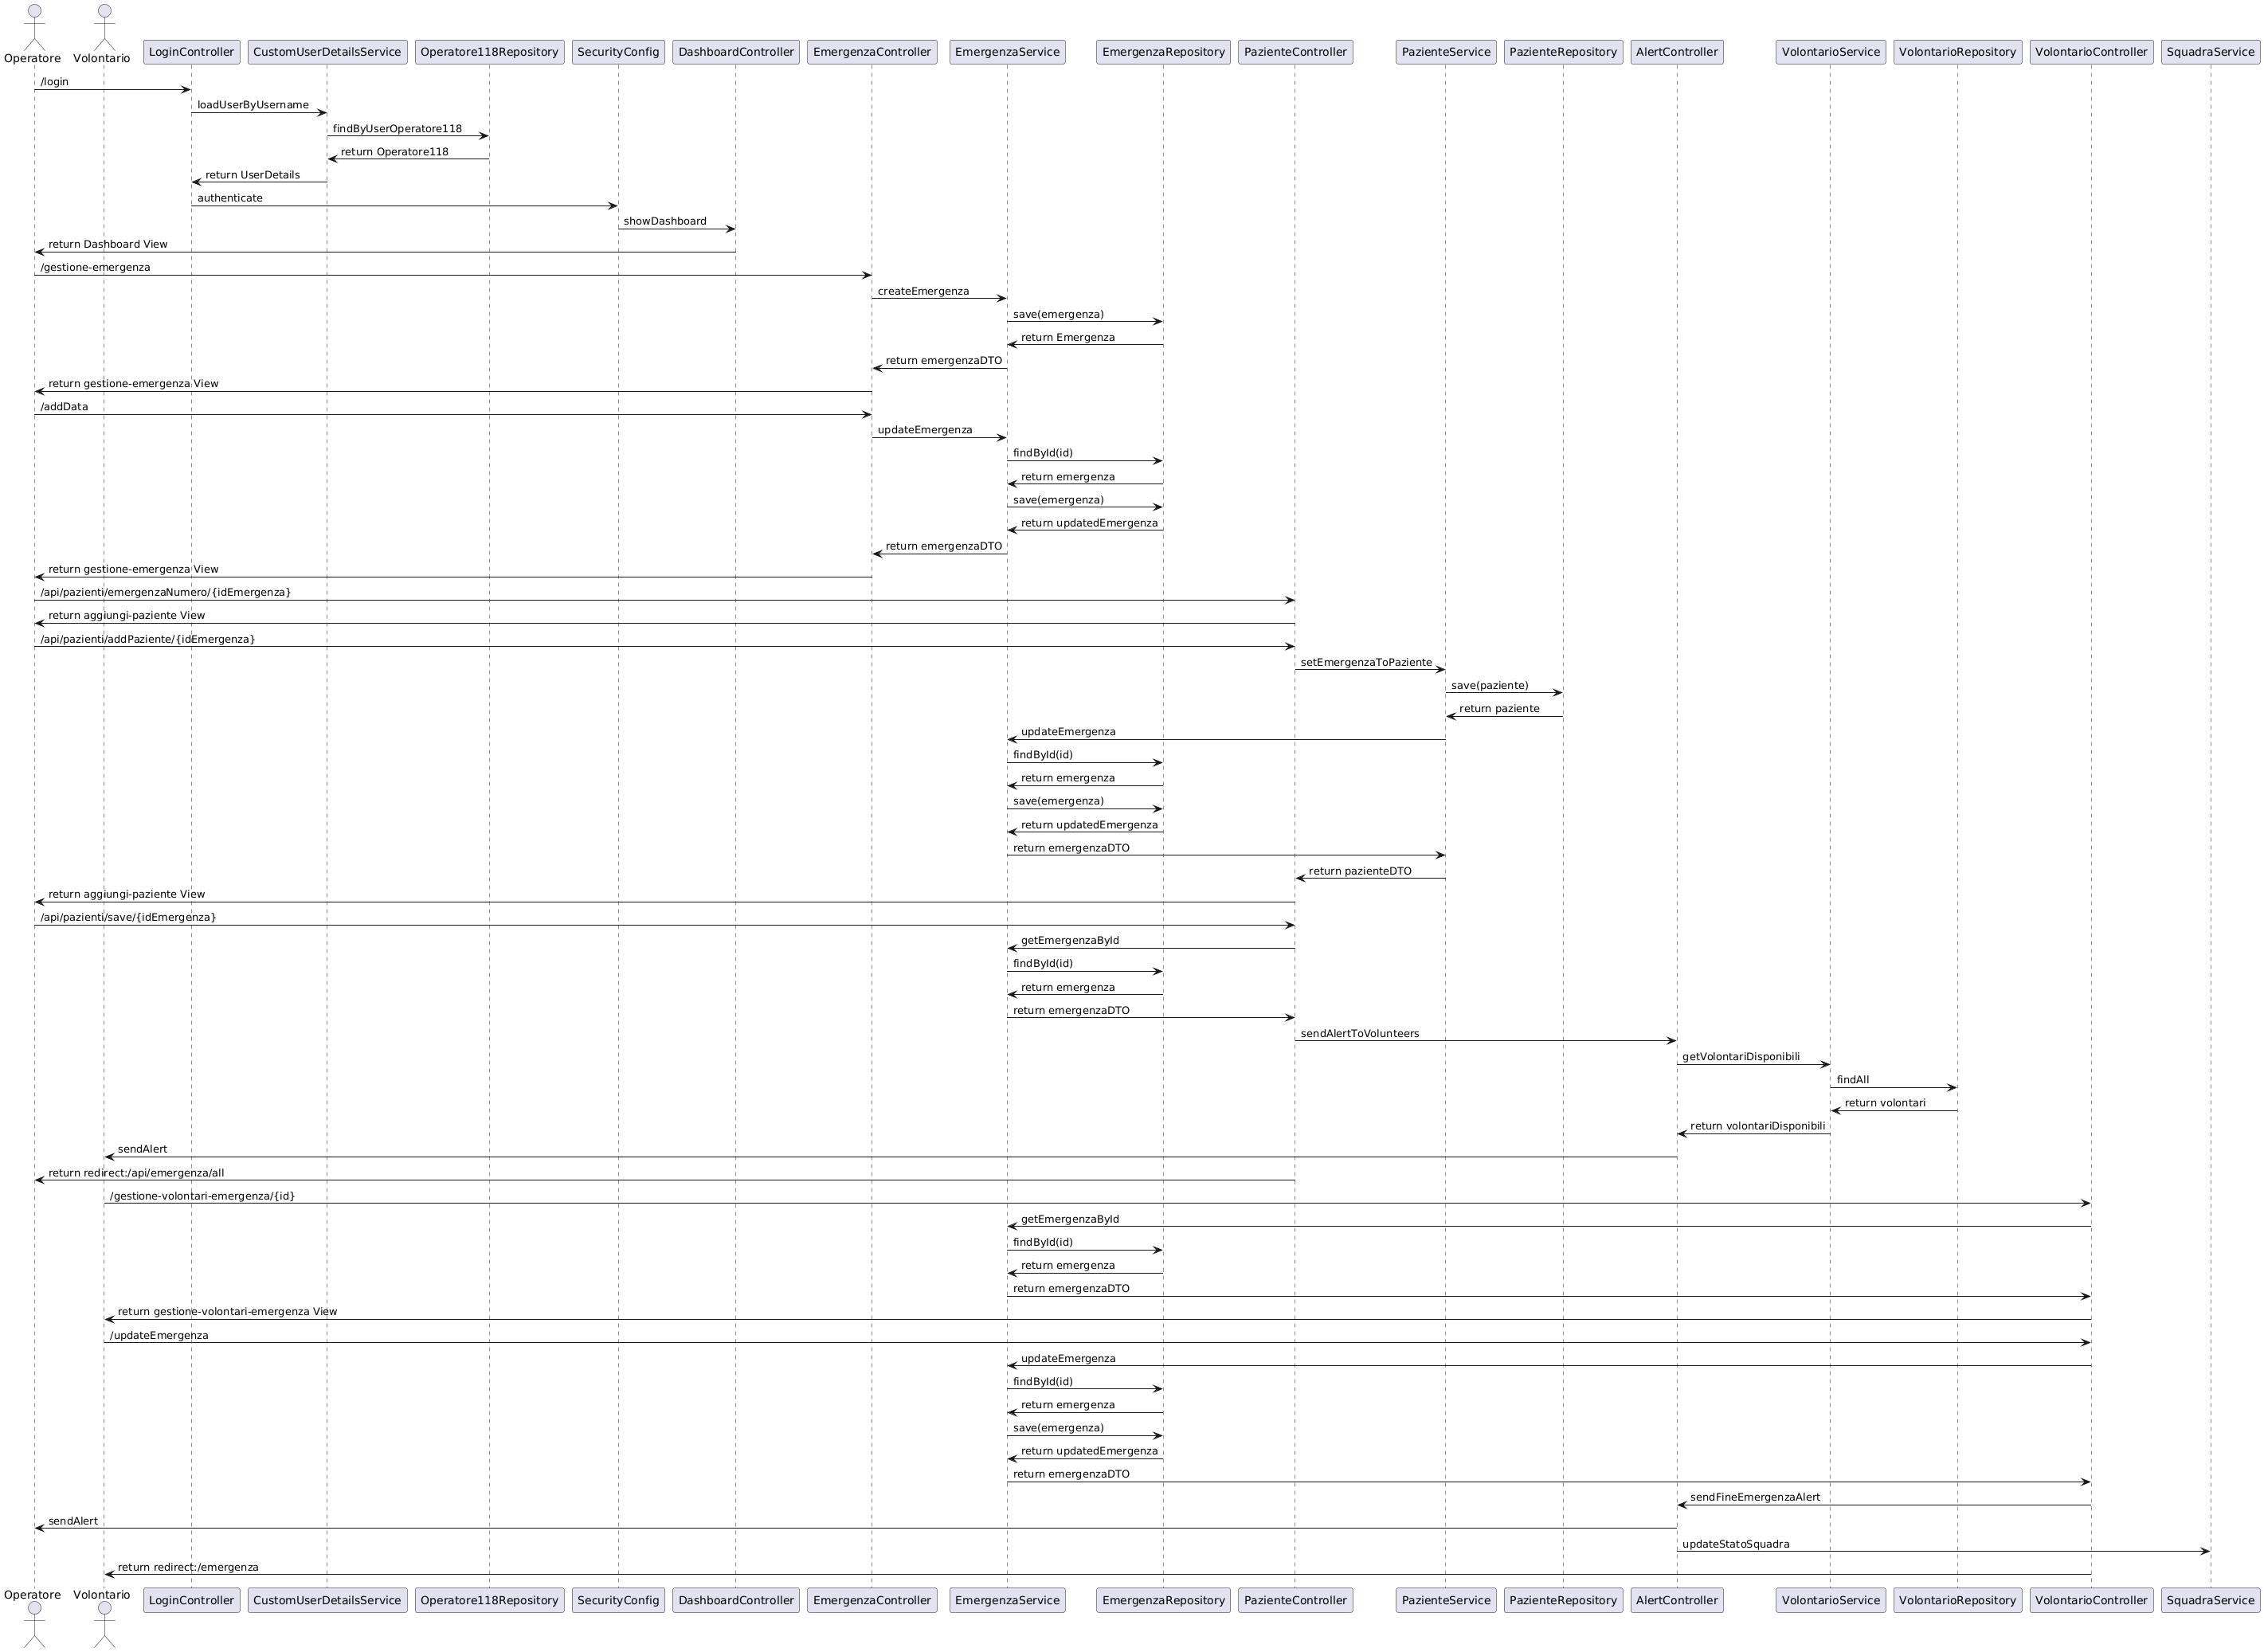 Operatore
Volontario
LoginController
CustomUserDetailsService
Operatore118Repository
SecurityConfig
DashboardController
EmergenzaController
EmergenzaService
EmergenzaRepository
PazienteController
PazienteService
PazienteRepository
AlertController
VolontarioService
VolontarioRepository
VolontarioController
SquadraService
/login
loadUserByUsername
findByUserOperatore118
return Operatore118
return UserDetails
authenticate
showDashboard
return Dashboard View
/gestione-emergenza
createEmergenza
save(emergenza)
return Emergenza
return emergenzaDTO
return gestione-emergenza View
/addData
updateEmergenza
findById(id)
return emergenza
save(emergenza)
return updatedEmergenza
return emergenzaDTO
return gestione-emergenza View
/api/pazienti/emergenzaNumero/{idEmergenza}
return aggiungi-paziente View
/api/pazienti/addPaziente/{idEmergenza}
setEmergenzaToPaziente
save(paziente)
return paziente
updateEmergenza
findById(id)
return emergenza
save(emergenza)
return updatedEmergenza
return emergenzaDTO
return pazienteDTO
return aggiungi-paziente View
/api/pazienti/save/{idEmergenza}
getEmergenzaById
findById(id)
return emergenza
return emergenzaDTO
sendAlertToVolunteers
getVolontariDisponibili
findAll
return volontari
return volontariDisponibili
sendAlert
return redirect:/api/emergenza/all
/gestione-volontari-emergenza/{id}
getEmergenzaById
findById(id)
return emergenza
return emergenzaDTO
return gestione-volontari-emergenza View
/updateEmergenza
updateEmergenza
findById(id)
return emergenza
save(emergenza)
return updatedEmergenza
return emergenzaDTO
sendFineEmergenzaAlert
sendAlert
updateStatoSquadra
return redirect:/emergenza
Operatore
Volontario
LoginController
CustomUserDetailsService
Operatore118Repository
SecurityConfig
DashboardController
EmergenzaController
EmergenzaService
EmergenzaRepository
PazienteController
PazienteService
PazienteRepository
AlertController
VolontarioService
VolontarioRepository
VolontarioController
SquadraService